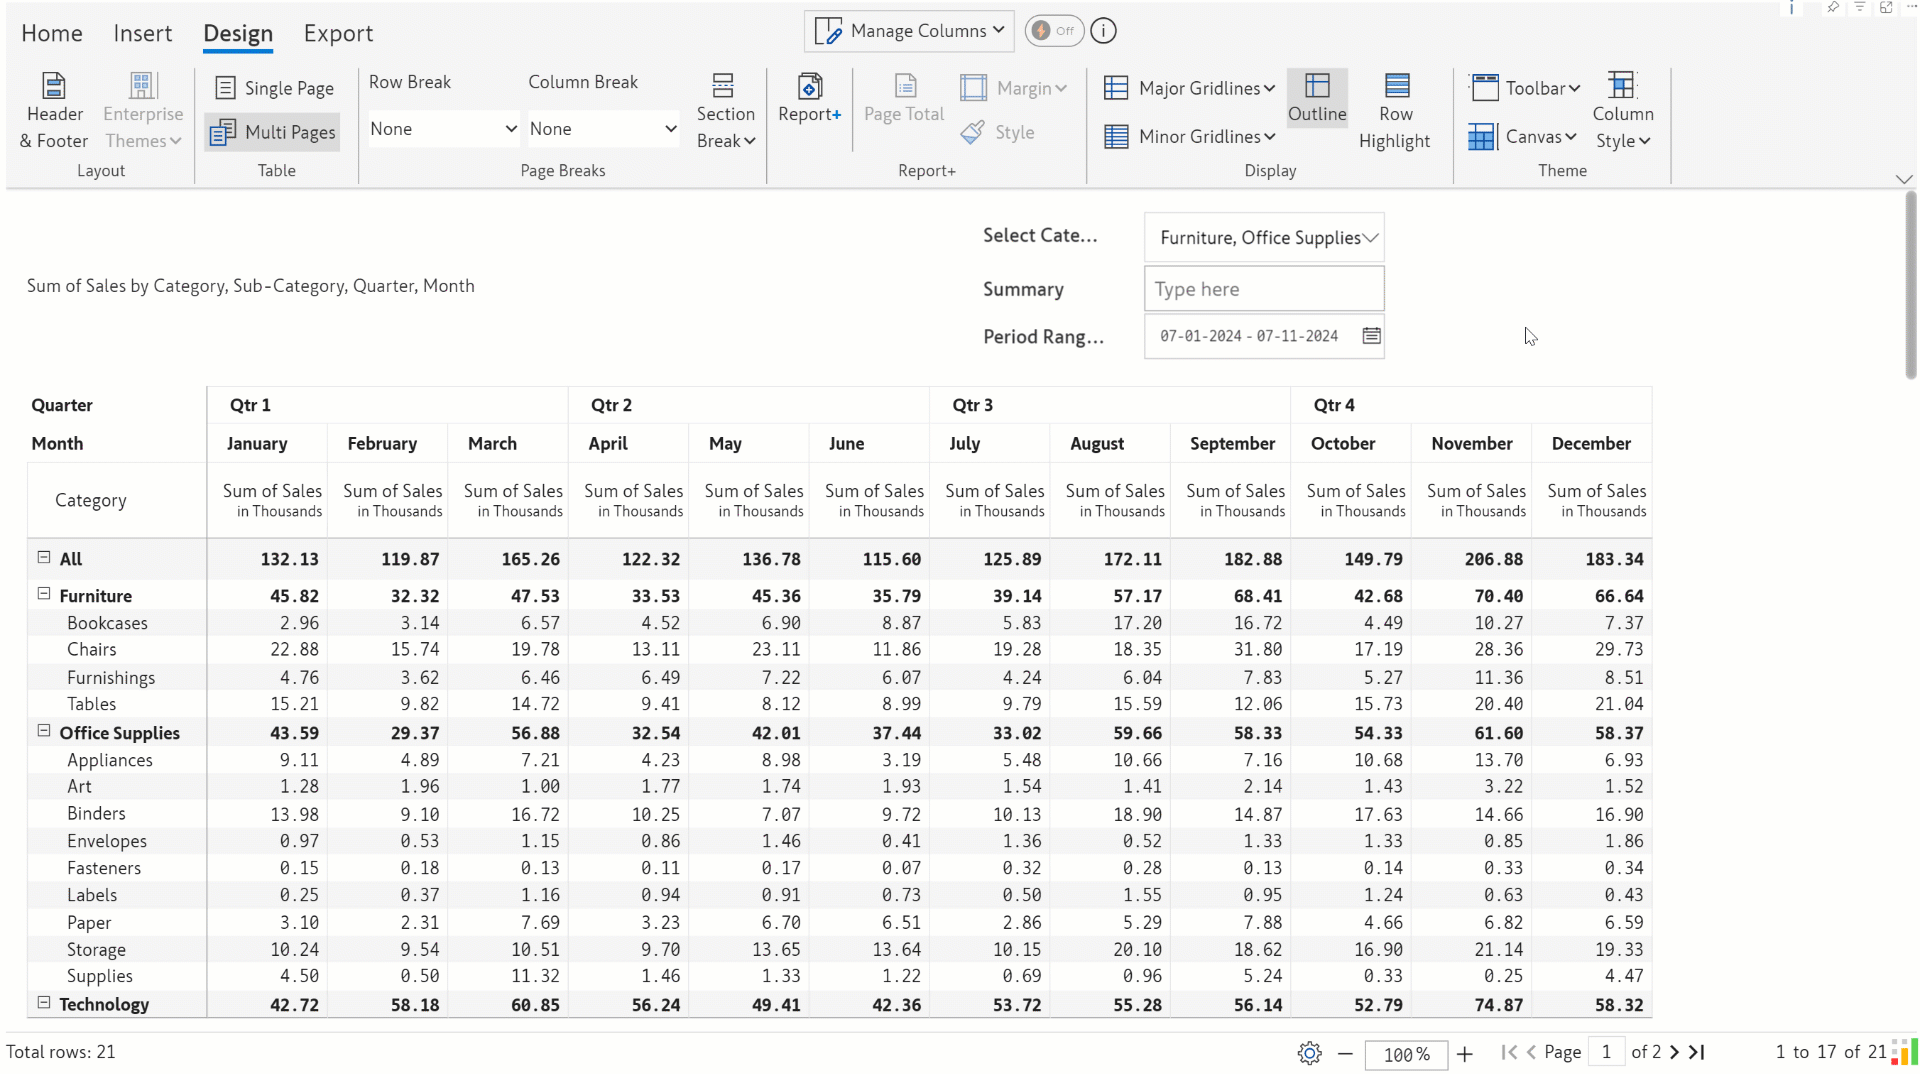 Home Insert Design Export
Manage Columns Off
Header & Footer
Enterprise Themes
Layout
Single Page
Multi Pages
Table
Row Break Column Break
None None
Section Break
Page Breaks
Report+
Page Total
Margin
Style
Report+
Major Gridlines
Minor Gridlines
Outline
Row Highlight
Display
Toolbar
Canvas
Column Style
Theme
Select Cate... Furniture, Office Supplies
Sum of Sales by Category, Sub-Category, Quarter, Month
Summary Type here
Period Rang... 07-01-2024 - 07-11-2024
Quarter Qtr 1 Qtr 2 Qtr 3 Qtr 4
Month January February March April May June July August September October November December
Category
Sum of Sales Sum of Sales Sum of Sales Sum of Sales Sum of Sales Sum of Sales Sum of Sales Sum of Sales Sum of Sales Sum of Sales Sum of Sales Sum of Sales
in Thousands in Thousands in Thousands in Thousands in Thousands in Thousands in Thousands in Thousands in Thousands in Thousands in Thousands in Thousands
All 132.13 119.87 165.26 122.32 136.78 115.60 125.89 172.11 182.88 149.79 206.88 183.34
Furniture 45.82 32.32 47.53 33.53 45.36 35.79 39.14 57.17 68.41 42.68 70.40 66.64
Bookcases 2.96 3.14 6.57 4.52 6.90 8.87 5.83 17.20 16.72 4.49 10.27 7.37
Chairs 22.88 15.74 19.78 13.11 23.11 11.86 19.28 18.35 31.80 17.19 28.36 29.73
Furnishings 4.76 3.62 6.46 6.49 7.22 6.07 4.24 6.04 7.83 5.27 11.36 8.51
Tables 15.21 9.82 14.72 9.41 8.12 8.99 9.79 15.59 12.06 15.73 20.40 21.04
Office Supplies 43.59 29.37 56.88 32.54 42.01 37.44 33.02 59.66 58.33 54.33 61.60 58.37
Appliances 9.11 4.89 7.21 4.23 8.98 3.19 5.48 10.66 7.16 10.68 13.70 6.93
Art 1.28 1.96 1.00 1.77 1.74 1.93 1.54 1.41 2.14 1.43 3.22 1.52
Binders 13.98 9.10 16.72 10.25 7.07 9.72 10.13 18.90 14.87 17.63 14.66 16.90
Envelopes 0.97 0.53 1.15 0.86 1.46 0.41 1.36 0.52 1.33 1.33 0.85 1.86
Fasteners 0.15 0.18 0.13 0.11 0.17 0.07 0.32 0.28 0.13 0.14 0.33 0.34
Labels 0.25 0.37 1.16 0.94 0.91 0.73 0.50 1.55 0.95 1.24 0.63 0.43
Paper 3.10 2.31 7.69 3.23 6.70 6.51 2.86 5.29 7.88 4.66 6.82 6.59
Storage 10.24 9.54 10.51 9.70 13.65 13.64 10.15 20.10 18.62 16.90 21.14 19.33
Supplies 4.50 0.50 11.32 1.46 1.33 1.22 0.69 0.96 5.24 0.33 0.25 4.47
Technology 42.72 58.18 60.85 56.24 49.41 42.36 53.72 55.28 56.14 52.79 74.87 58.32
Total rows: 21 100% Page 1 of 2 1 to 17 of 21